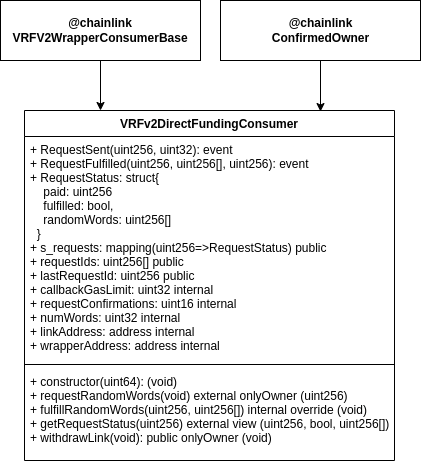 @chainlink
VRFV2WrapperConsumerBase
@chainlink
ConfirmedOwner
VRFv2DirectFundingConsumer
+ RequestSent(uint256, uint32): event
+ RequestFulfilled(uint256, uint256[], uint256): event
+ RequestStatus: struct{
paid: uint256
fulfilled: bool,
randomWords: uint256[]
}
+ s_requests: mapping(uint256=>RequestStatus) public
+ requestIds: uint256[] public
+ lastRequestId: uint256 public
+ callbackGasLimit: uint32 internal
+ requestConfirmations: uint16 internal
+ numWords: uint32 internal
+ linkAddress: address internal
+ wrapperAddress: address internal
+ constructor(uint64): (void)
+ requestRandomWords(void) external onlyOwner (uint256)
+ fulfillRandomWords(uint256, uint256[]) internal override (void)
+ getRequestStatus(uint256) external view (uint256, bool, uint256[])
+ withdrawLink(void): public onlyOwner (void)